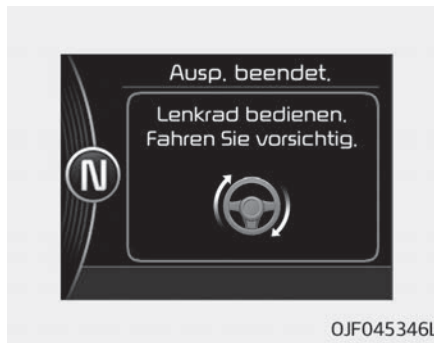 Ausp. beendet.
Lenkrad bedienen.
Fahren Sie vorsichtig.
N
OJF045346L